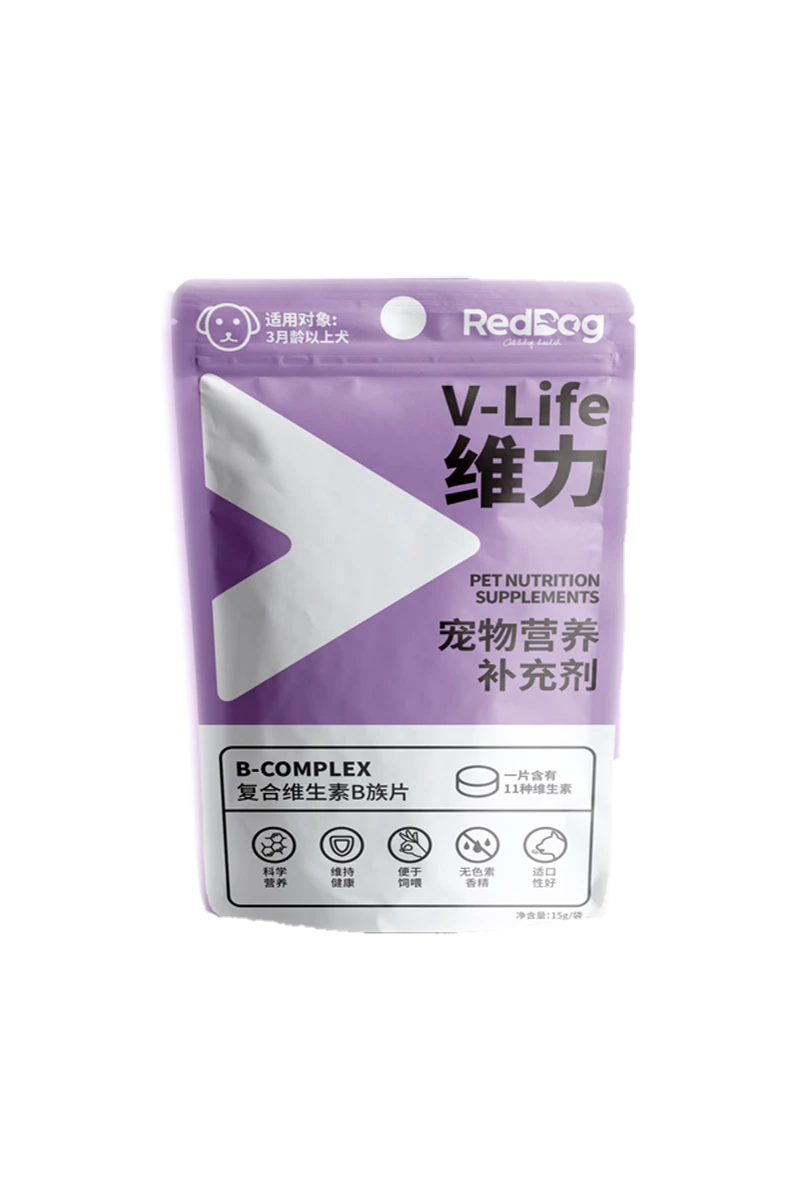 适用对象:
3月龄以上犬
RedDog
Cat&dog health
V-Life
维力
PET NUTRITION
SUPPLEMENTS
宠物营养
补充剂
B-COMPLEX
复合维生素B族片
一片含有
11种维生素
科学
营养
维持
健康
便于
饲喂
无色素
香精
适口
性好
净含量:15g/袋